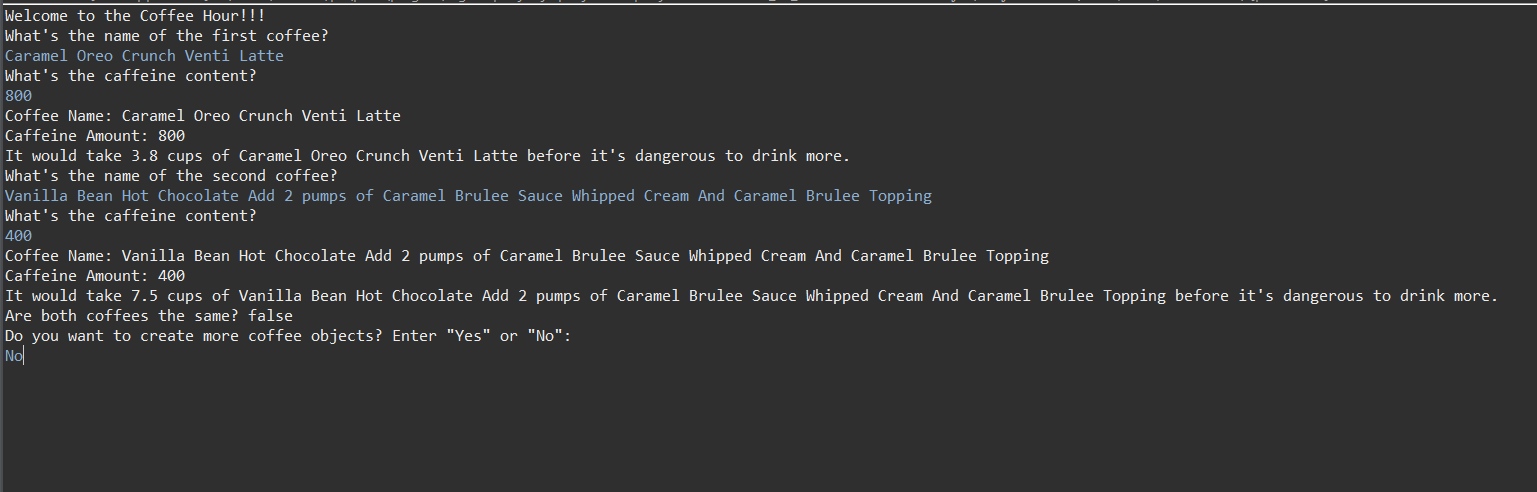 Welcome to the Coffee Hour!!!
What's the name of the first coffee?
Caramel Oreo Crunch Venti Latte
What's the caffeine content?
800
Coffee Name: Caramel Oreo Crunch Venti Latte
Caffeine Amount: 800
It would take 3.8 cups of Caramel Oreo Crunch Venti Latte before it's dangerous to drink more.
What's the name of the second coffee?
Vanilla Bean Hot Chocolate Add 2 pumps of Caramel Brulee Sauce Whipped Cream And Caramel Brulee Topping
What's the caffeine content?
400
Coffee Name: Vanilla Bean Hot Chocolate Add 2 pumps of Caramel Brulee Sauce Whipped Cream And Caramel Brulee Topping
Caffeine Amount: 400
It would take 7.5 cups of Vanilla Bean Hot Chocolate Add 2 pumps of Caramel Brulee Sauce Whipped Cream And Caramel Brulee Topping before it's dangerous to drink more.
Are both coffees the same? false
Do you want to create more coffee objects? Enter "Yes" or "No":
No